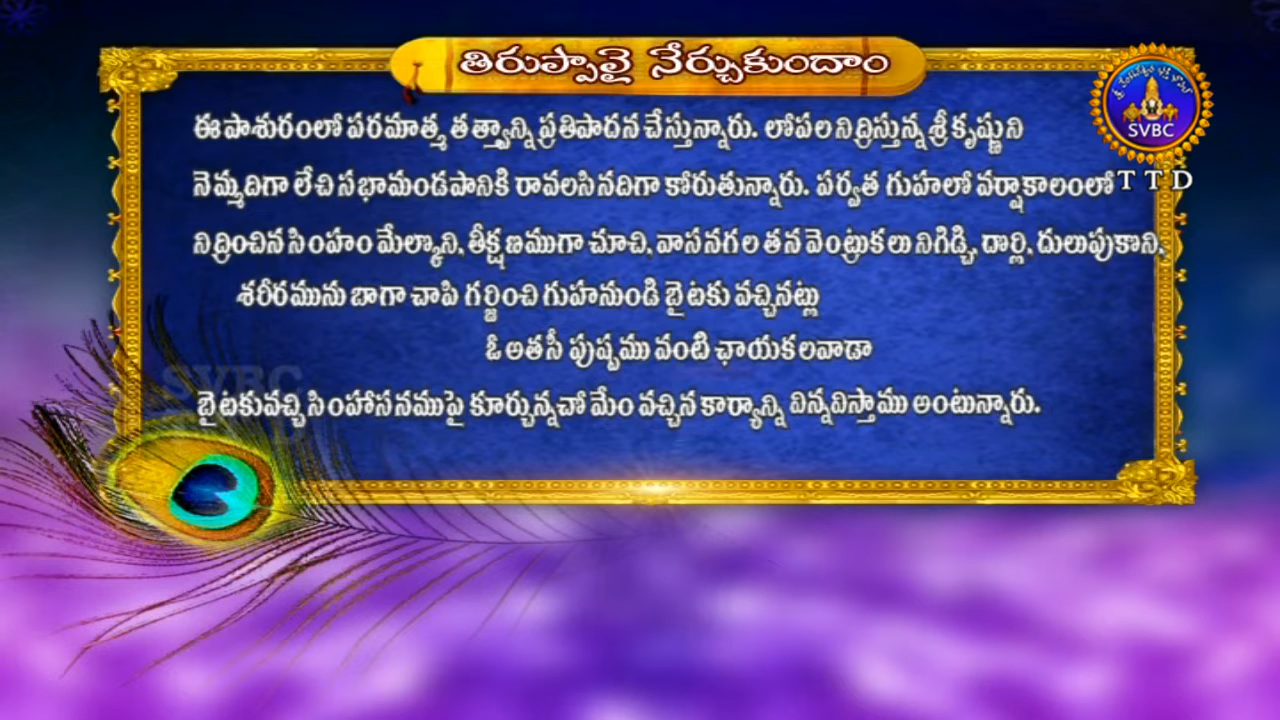 తిరుప్పావై నేర్చుకుందాం
ఈ పాశురంలో పరమాత్మ తత్త్వాన్ని ప్రతిపాదన చేస్తున్నారు. లోపల నిద్రిస్తున్న శ్రీ కృష్ణుని
నెమ్మదిగా లేచి సభామండపానికి రావలసినదిగా కోరుతున్నారు. పర్వత గుహలో వర్షాకాలంలో
నిద్రించిన సింహం మేల్కొని, తీక్షణముగా చూచి, వాసనగల తన వెంట్రుకలు నిగిడ్చి, దొర్లి, దులుపుకొని,
శరీరమును బాగా చాపి గర్జించి గుహనుండి బైటకు వచ్చినట్లు
ఓ అతసీ పుష్పము వంటి ఛాయకలవాడా
బైటకువచ్చి సింహాసనముపై కూర్చున్నచో మేం వచ్చిన కార్యాన్ని విన్నవిస్తాము అంటున్నారు.
SVBC
TTD
SVBC